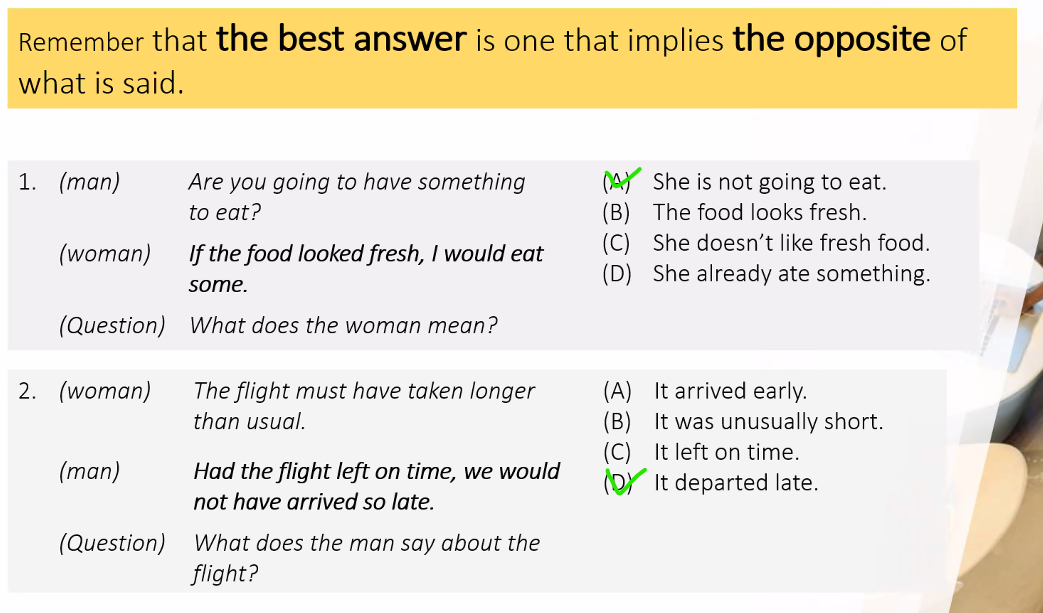 Remember that the best answer is one that implies the opposite of
what is said.
1. (man) Are you going to have something
to eat?
(woman) If the food looked fresh, I would eat
some.
(Question) What does the woman mean?
(A) She is not going to eat.
(B) The food looks fresh.
(C) She doesn’t like fresh food.
(D) She already ate something.
2. (woman) The flight must have taken longer
than usual.
(man) Had the flight left on time, we would
not have arrived so late.
(Question) What does the man say about the
flight?
(A) It arrived early.
(B) It was unusually short.
(C) It left on time.
(D) It departed late.